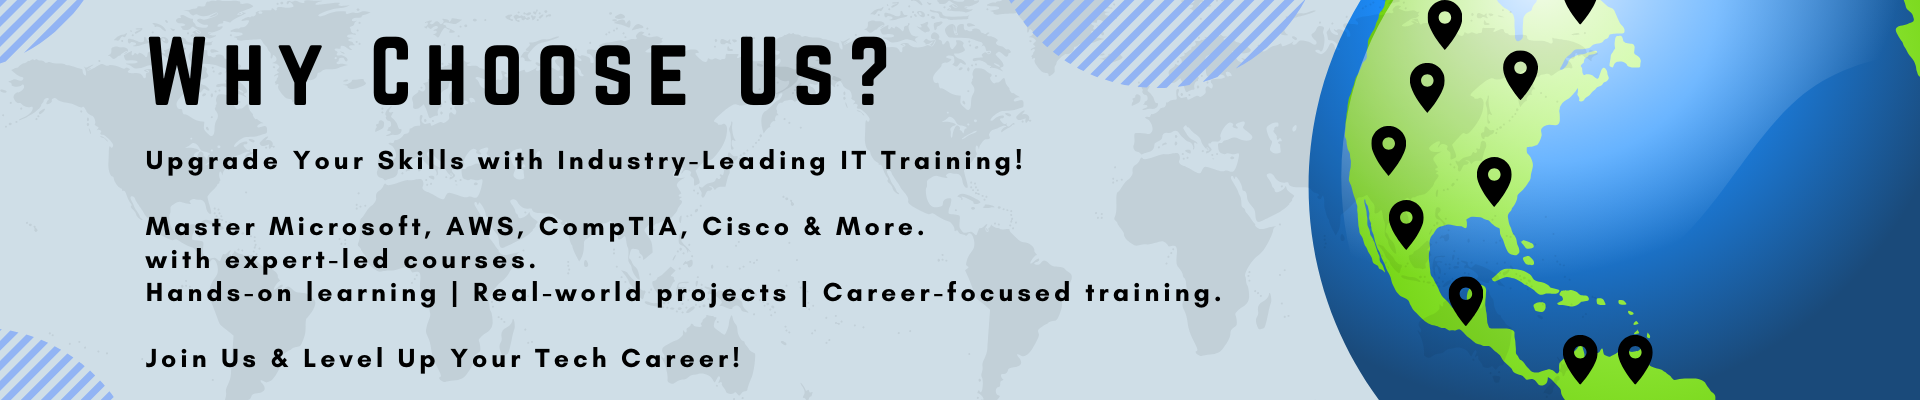 Why Choose Us?
Upgrade Your Skills with Industry-Leading IT Training!
Master Microsoft, AWS, CompTIA, Cisco & More.
with expert-led courses.
Hands-on learning | Real-world projects | Career-focused training.
Join Us & Level Up Your Tech Career!